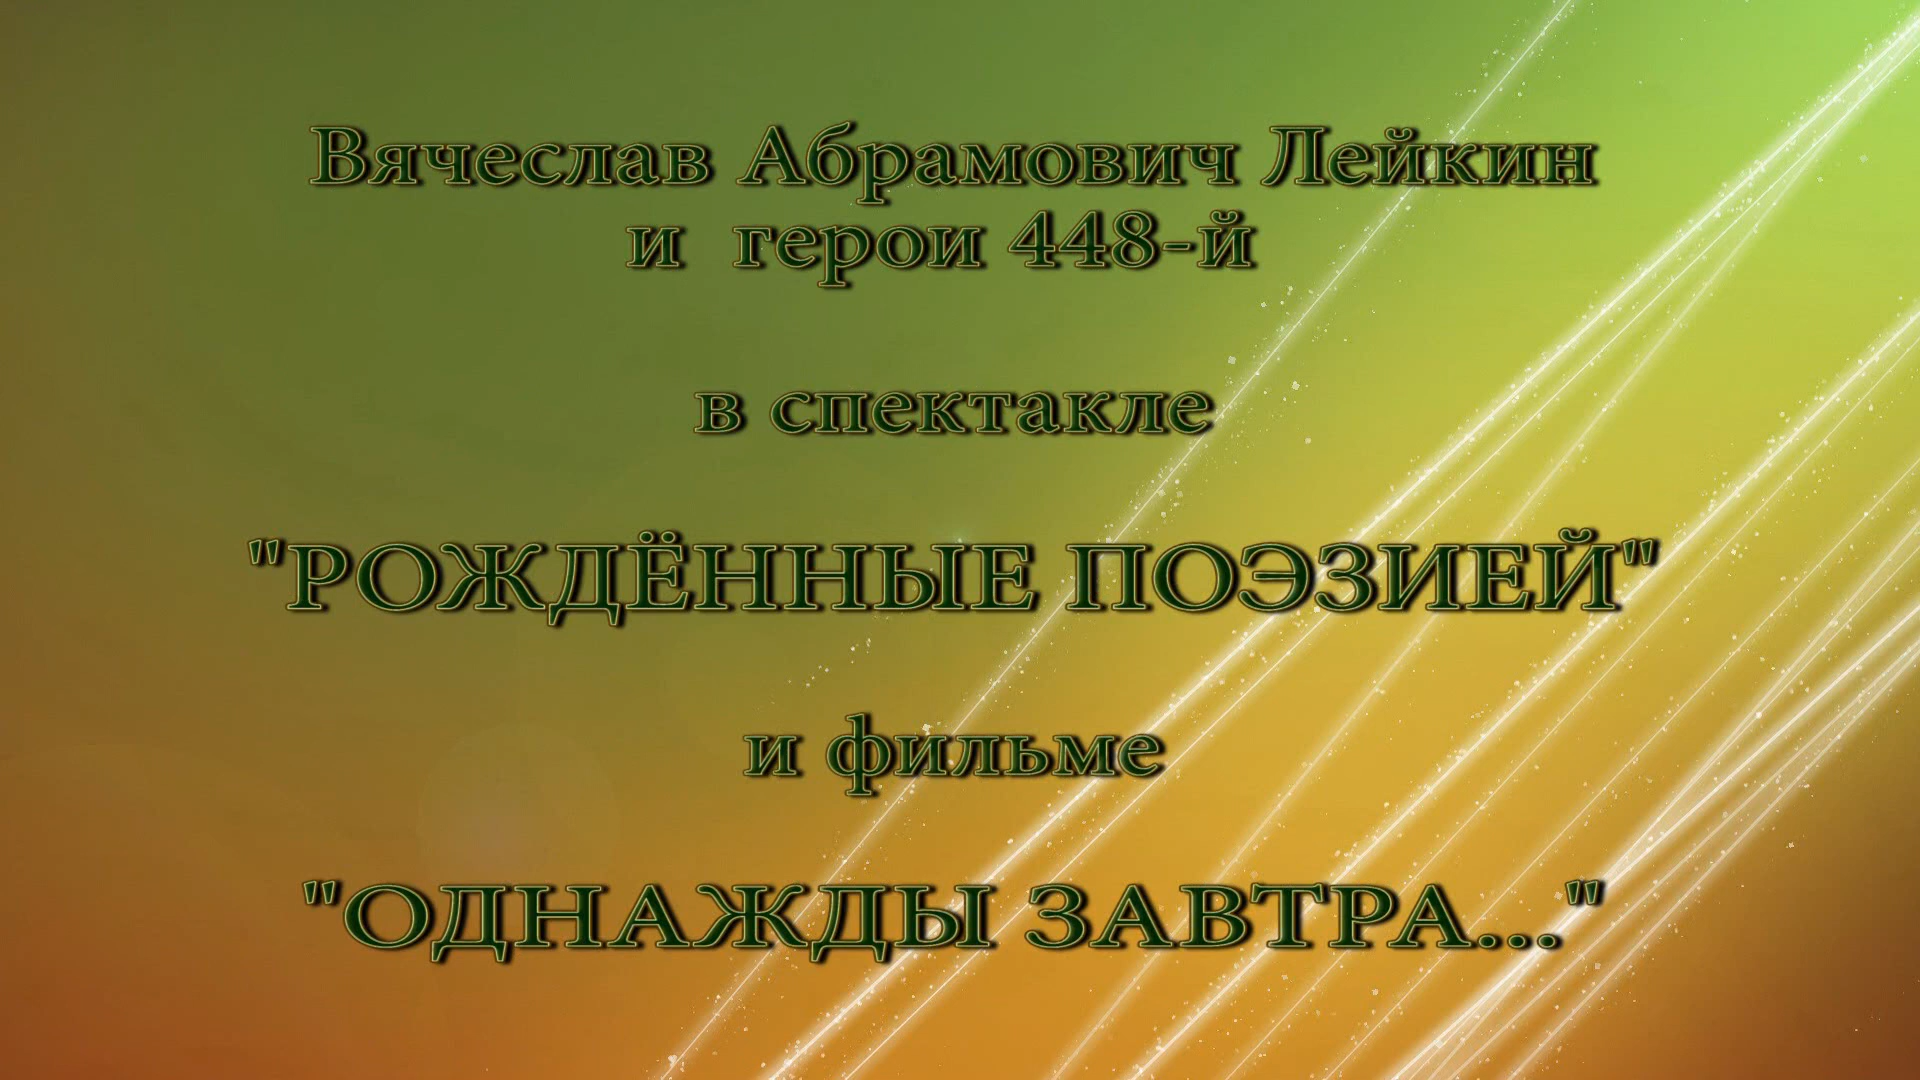 Вячеслав Абрамович Лейкин
и герои 448-й
в спектакле
"РОЖДЁННЫЕ ПОЭЗИЕЙ"
и фильме
"ОДНАЖДЫ ЗАВТРА..."